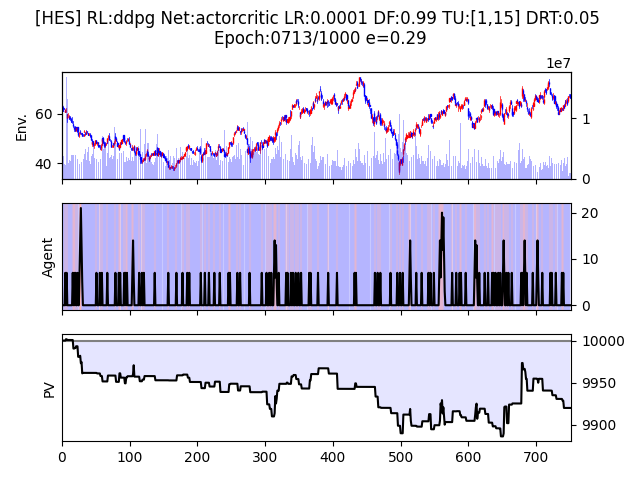 [HES] RL:ddpg Net:actorcritic LR:0.0001 DF:0.99 TU:[1,15] DRT:0.05
Epoch:0713/1000 e=0.29
1e7
Env.
60
40
1
0
Agent
20
10
0
PV
10000
9950
9900
0 100 200 300 400 500 600 700